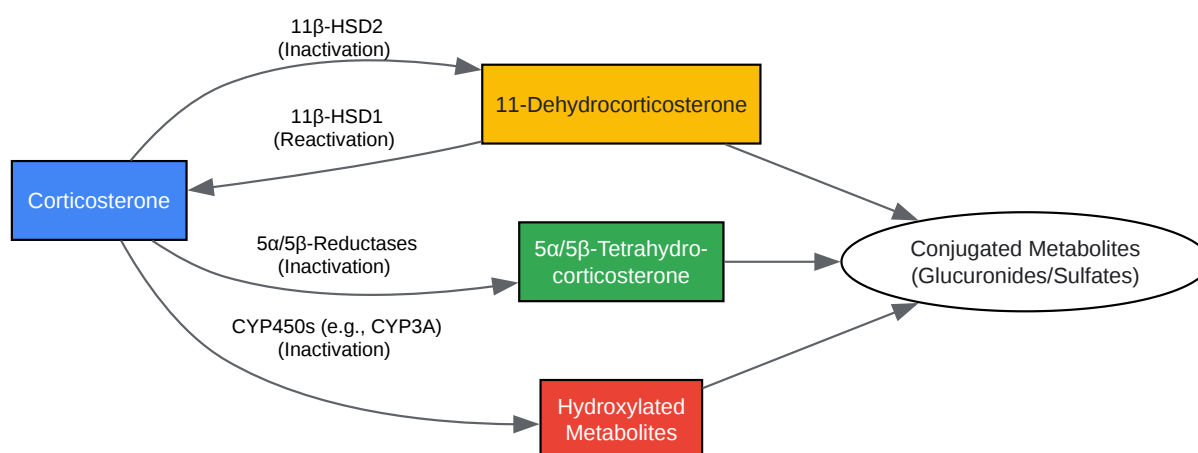 11β-HSD2
(Inactivation)
11-Dehydrocorticosterone
11β-HSD1
(Reactivation)
Corticosterone
5α/5β-Reductases
(Inactivation)
5α/5β-Tetrahydro-
corticosterone
Conjugated Metabolites
(Glucuronides/Sulfates)
CYP450s (e.g., CYP3A)
(Inactivation)
Hydroxylated
Metabolites